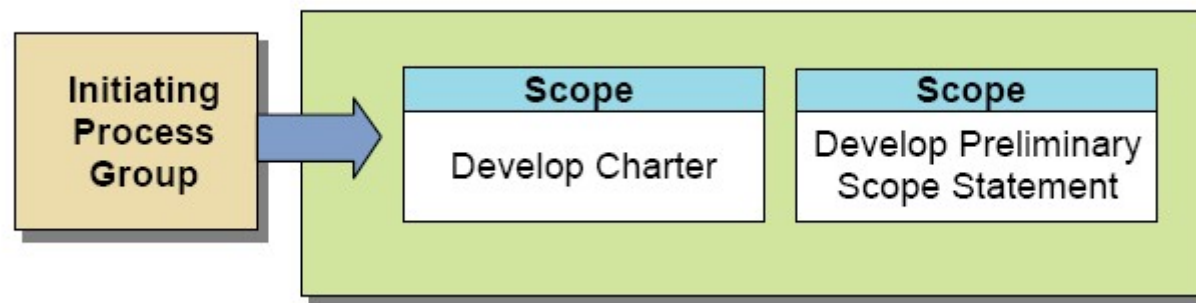 Initiating
Process
Group
Scope
Develop Charter
Scope
Develop Preliminary
Scope Statement